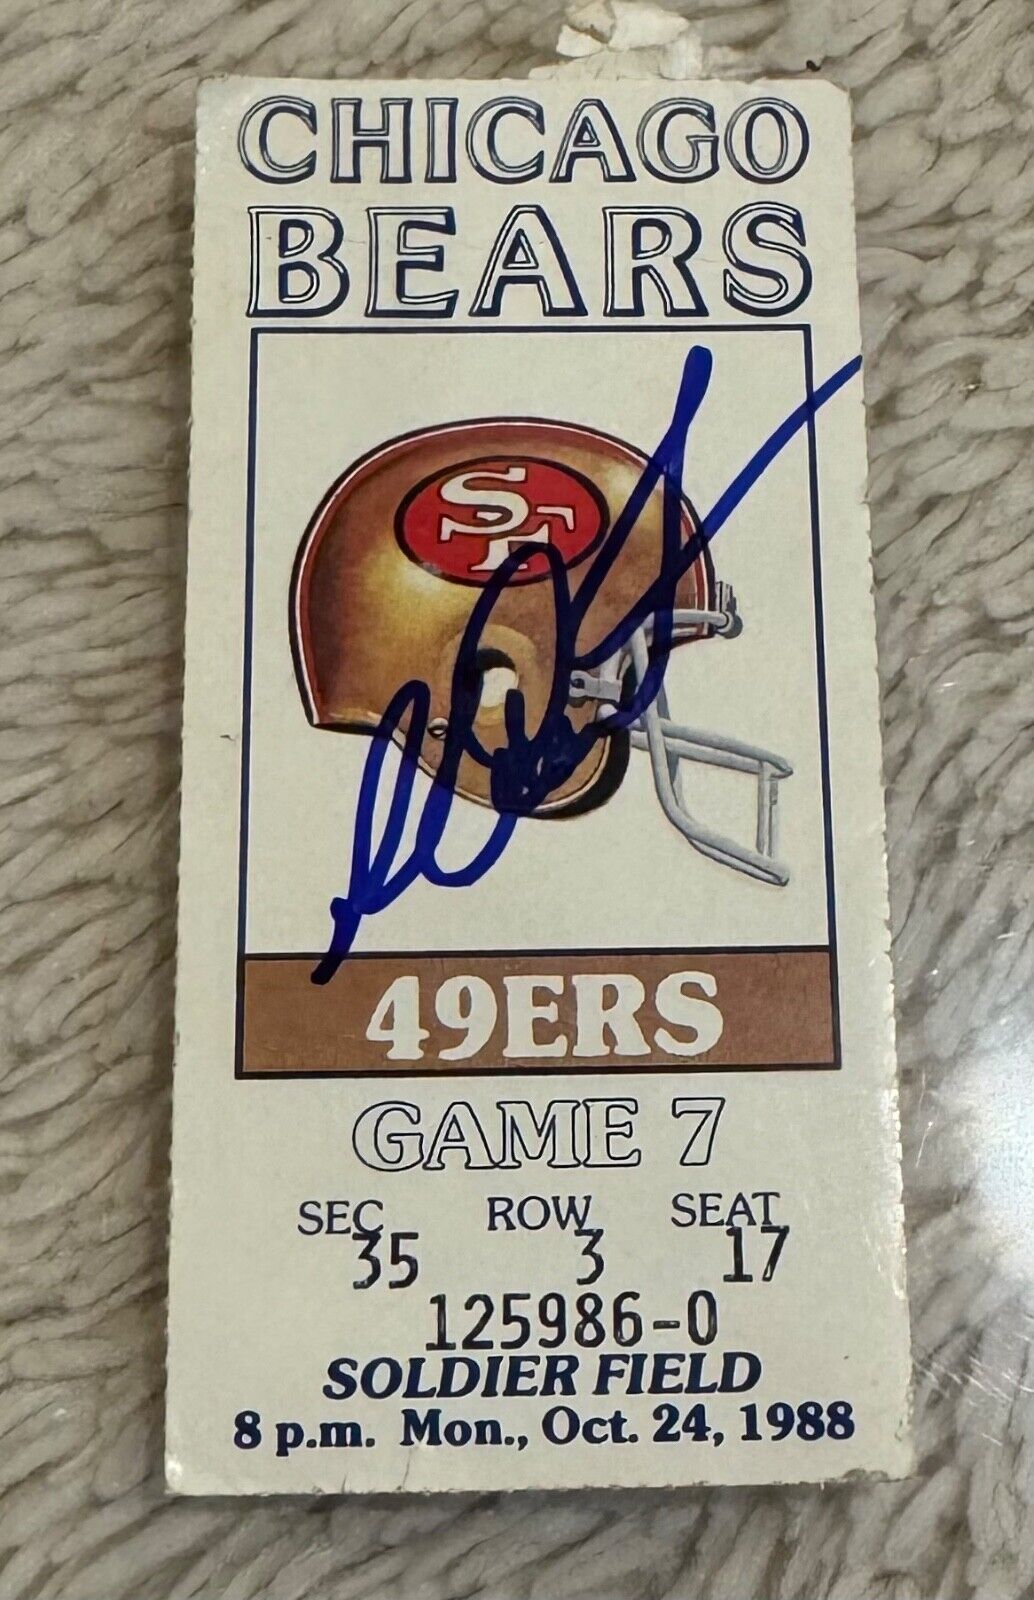 CHICAGO
BEARS
SF
49ERS
GAME 7
SEC ROW SEAT
35 3 17
125986-0
SOLDIER FIELD
8 p.m. Mon., Oct. 24, 1988